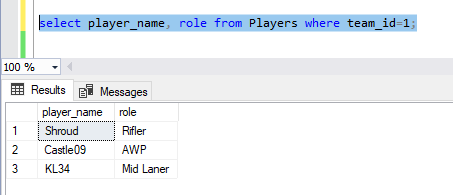 select player_name, role from Players where team_id=1;
100 %
Results Messages
player_name role
1 Shroud Rifler
2 Castle09 AWP
3 KL34 Mid Laner